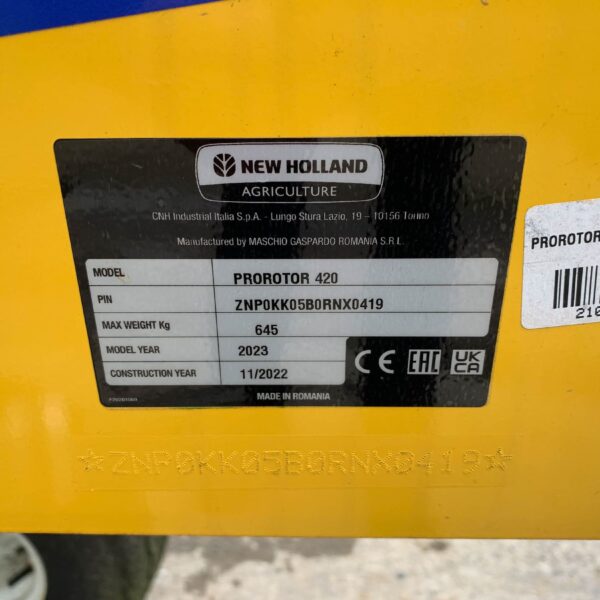 NEW HOLLAND
AGRICULTURE
CNH Industrial Italia S.p.A. - Lungo Stura Lazio, 19 - 10156 Torino
Manufactured by MASCHIO GASPARDO ROMANIA S.R.L.
MODEL PROROTOR 420
PIN ZNP0KK05B0RNX0419
MAX WEIGHT Kg 645
MODEL YEAR 2023
CONSTRUCTION YEAR 11/2022
CE EAC UK CA
MADE IN ROMANIA
PROROTOR
210
☆ZNP0KK05B0RNX0419☆